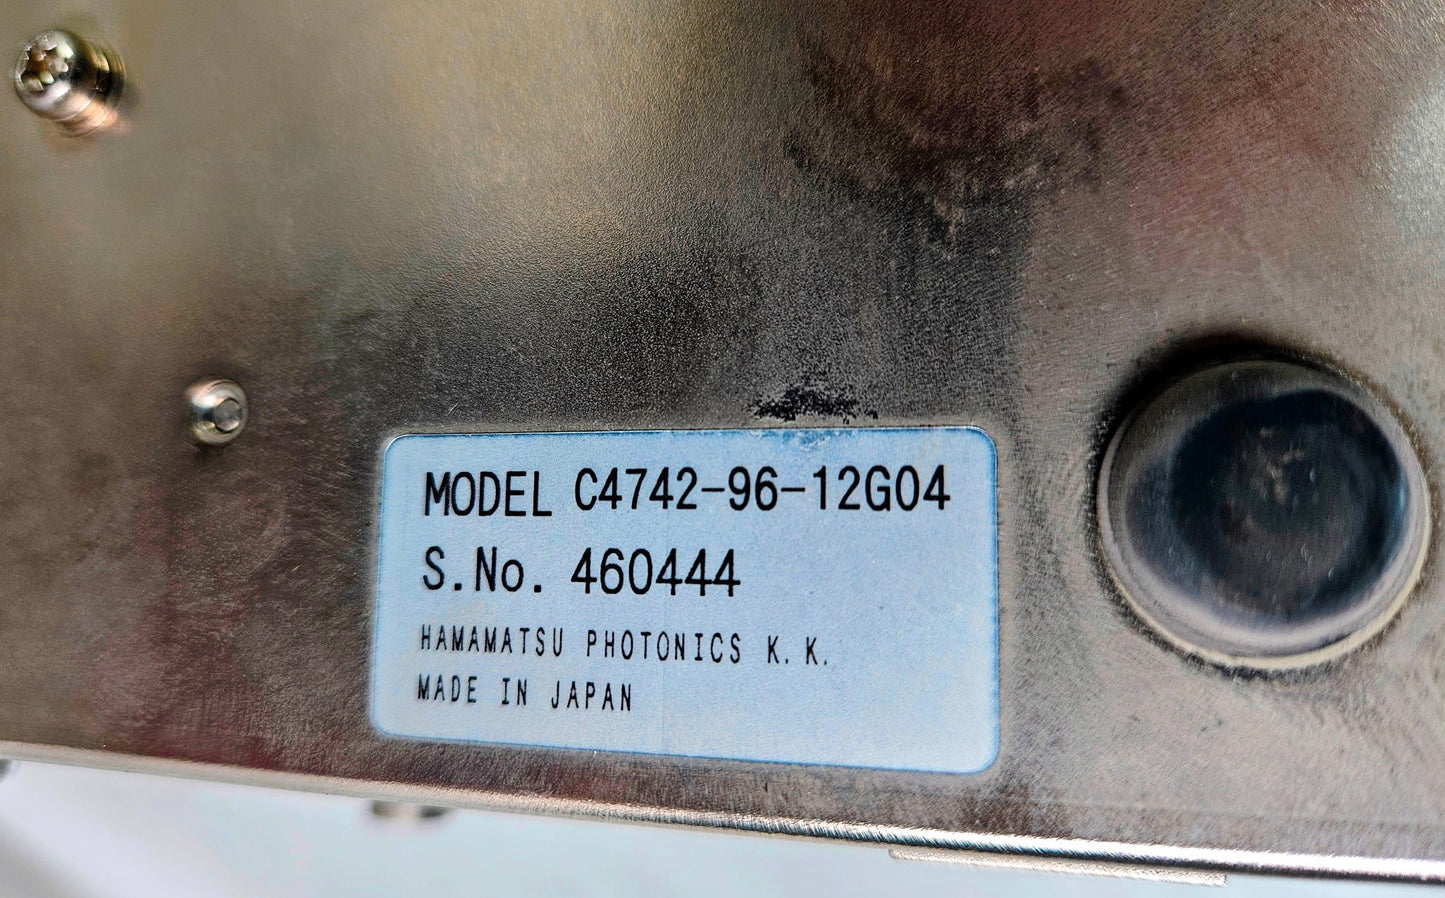 MODEL C4742-96-12G04
S.No. 460444
HAMAMATSU PHOTONICS K.K.
MADE IN JAPAN